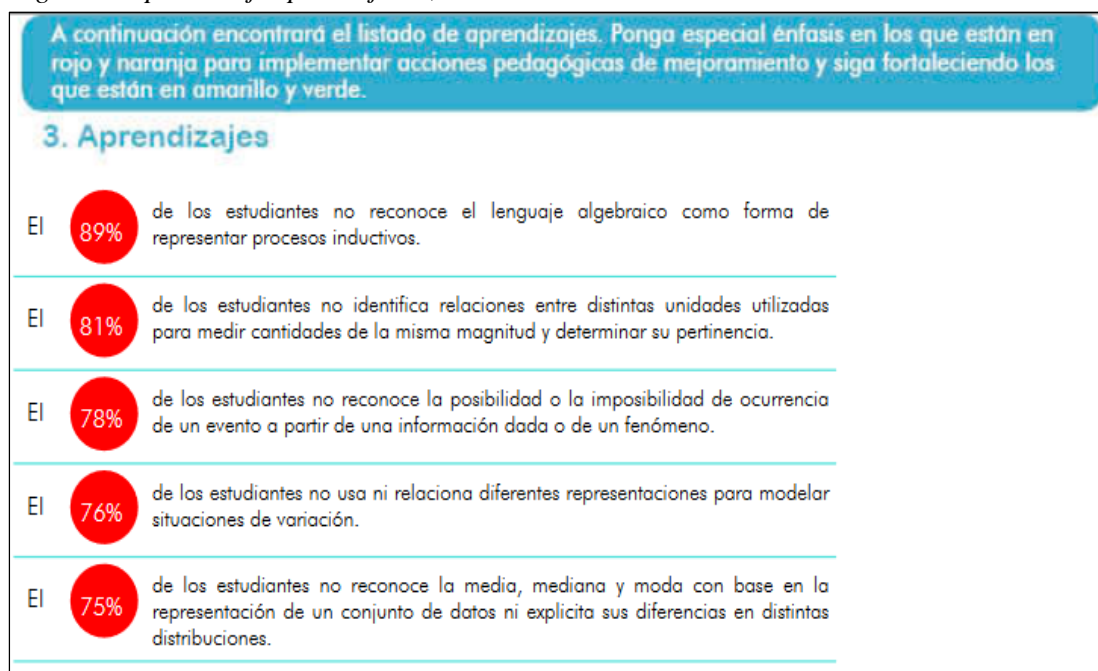 A continuación encontrará el listado de aprendizajes. Ponga especial énfasis en los que están en
rojo y naranja para implementar acciones pedagógicas de mejoramiento y siga fortaleciendo los
que están en amarillo y verde.
3. Aprendizajes
El 89% de los estudiantes no reconoce el lenguaje algebraico como forma de
representar procesos inductivos.
El 81% de los estudiantes no identifica relaciones entre distintas unidades utilizadas
para medir cantidades de la misma magnitud y determinar su pertinencia.
El 78% de los estudiantes no reconoce la posibilidad o la imposibilidad de ocurrencia
de un evento a partir de una información dada o de un fenómeno.
El 76% de los estudiantes no usa ni relaciona diferentes representaciones para modelar
situaciones de variación.
El 75% de los estudiantes no reconoce la media, mediana y moda con base en la
representación de un conjunto de datos ni explicita sus diferencias en distintas
distribuciones.